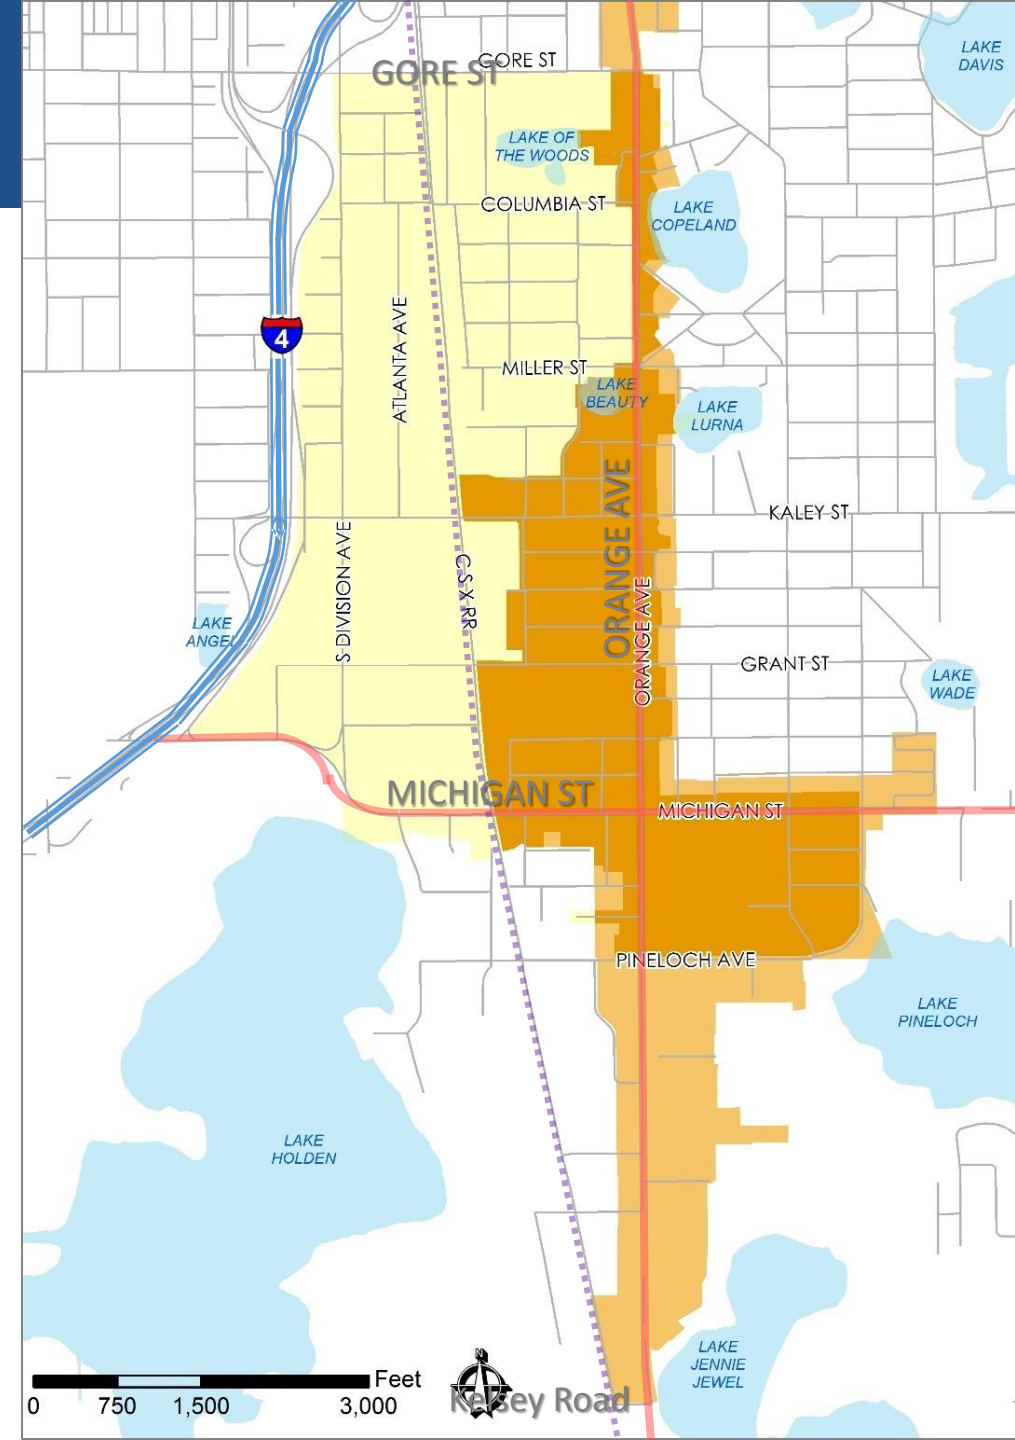 GORE ST
GORE ST
LAKE
DAVIS
LAKE OF
THE WOODS
COLUMBIA ST
LAKE
COPELAND
4
ATLANTA AVE
MILLER ST
LAKE
BEAUTY
LAKE
LURNA
ORANGE AVE
KALEY ST
S DIVISION AVE
C S X RR
ORANGE AVE
LAKE
ANGEL
GRANT ST
LAKE
WADE
MICHIGAN ST
MICHIGAN ST
PINELOCH AVE
LAKE
PINELOCH
LAKE
HOLDEN
LAKE
JENNIE
JEWEL
N
Feet
0 750 1,500 3,000
Kelsey Road